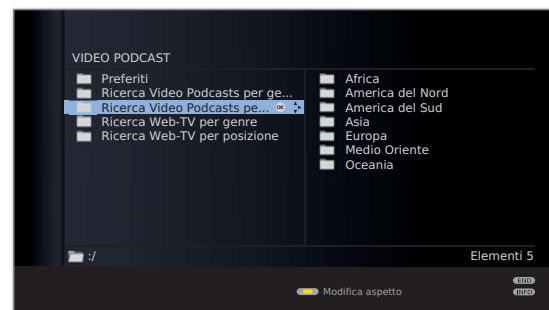 VIDEO PODCAST
Preferiti
Ricerca Video Podcasts per ge...
Ricerca Video Podcasts pe... OK
Ricerca Web-TV per genre
Ricerca Web-TV per posizione
Africa
America del Nord
America del Sud
Asia
Europa
Medio Oriente
Oceania
:/
Elementi 5
END
Modifica aspetto
INFO